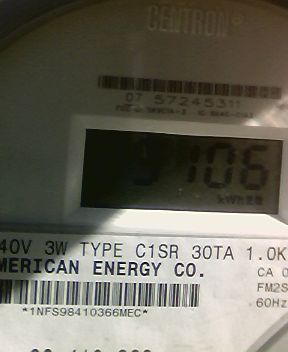 CENTRON
07 57245311
106
kWh
40V 3W TYPE C1SR 30TA 1.0K
MERICAN ENERGY CO.
CA 0
FM2S
60Hz
*1NFS98410366MEC*